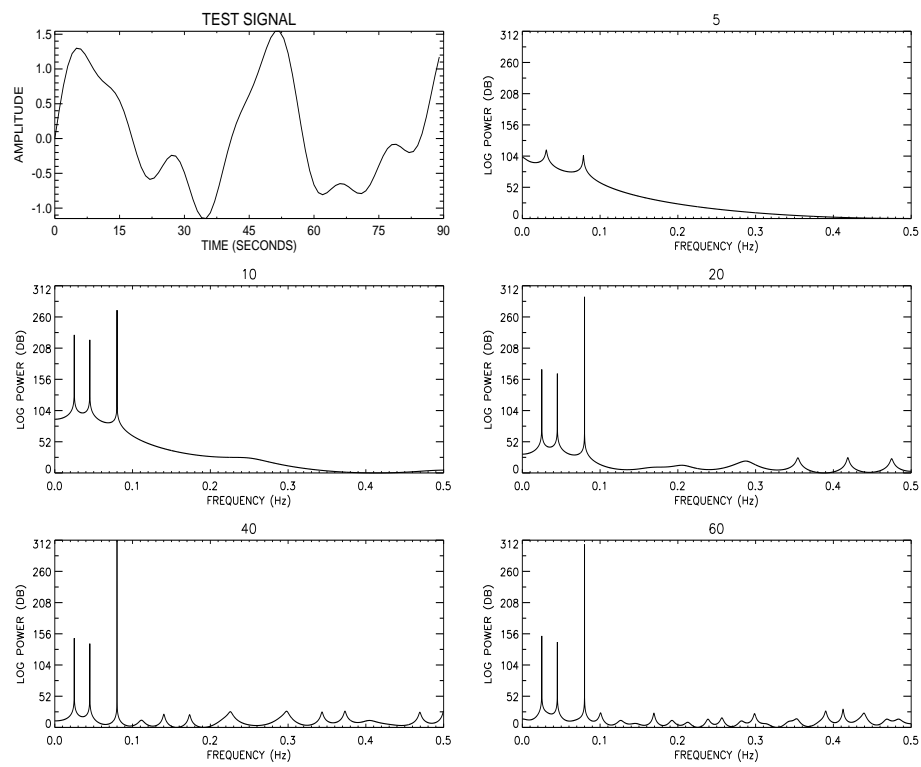 TEST SIGNAL
AMPLITUDE
1.5
1.0
0.5
0.0
-0.5
-1.0
0 15 30 45 60 75 90
TIME (SECONDS)
5
LOG POWER (DB)
312
260
208
156
104
52
0
0.0 0.1 0.2 0.3 0.4 0.5
FREQUENCY (Hz)
10
LOG POWER (DB)
312
260
208
156
104
52
0
0.0 0.1 0.2 0.3 0.4 0.5
FREQUENCY (Hz)
20
LOG POWER (DB)
312
260
208
156
104
52
0
0.0 0.1 0.2 0.3 0.4 0.5
FREQUENCY (Hz)
40
LOG POWER (DB)
312
260
208
156
104
52
0
0.0 0.1 0.2 0.3 0.4 0.5
FREQUENCY (Hz)
60
LOG POWER (DB)
312
260
208
156
104
52
0
0.0 0.1 0.2 0.3 0.4 0.5
FREQUENCY (Hz)